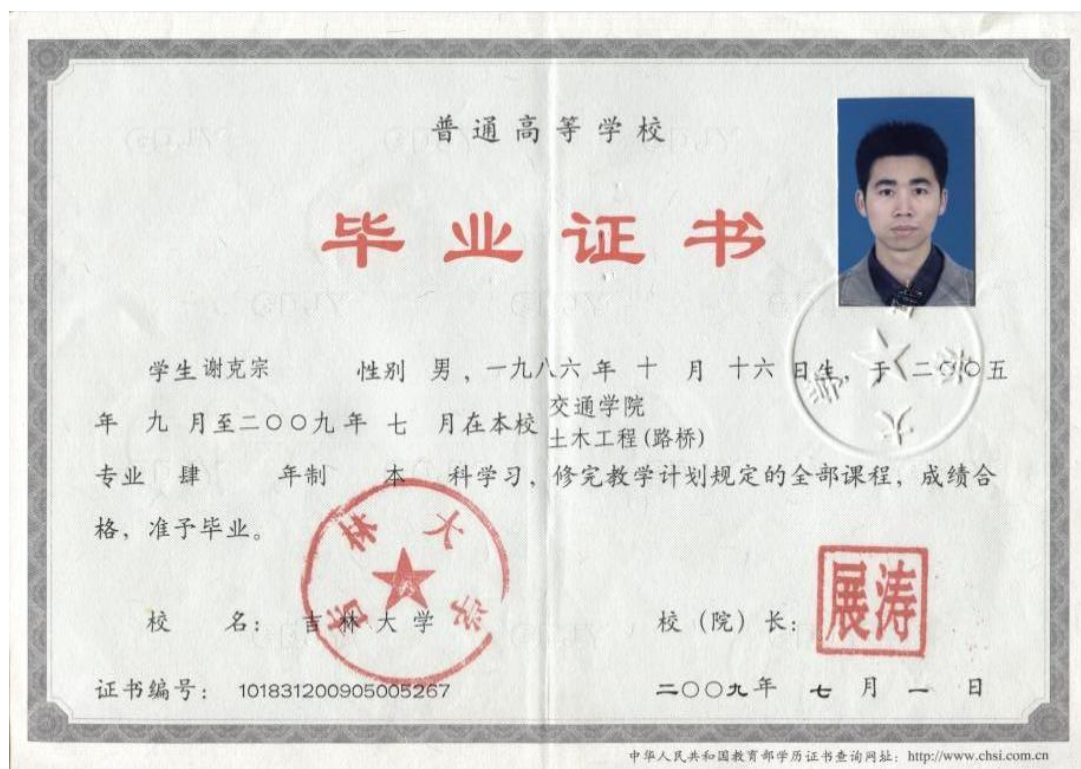 普通高等学校
毕业证书
学生 谢克宗 性别 男 , 一九八六 年 十 月 十六 日生, 于 二〇〇五
年 九 月至二〇〇九 年 七 月在本校 交通学院
土木工程(路桥)
专业 肆 年制 本 科学习, 修完教学计划规定的全部课程, 成绩合
格, 准予毕业。
吉林大学
校 名: 吉林大学
校 (院) 长:
展涛
证书编号: 101831200905005267
二〇〇九年 七 月 一 日
中华人民共和国教育部学历证书查询网址: http://www.chsi.com.cn